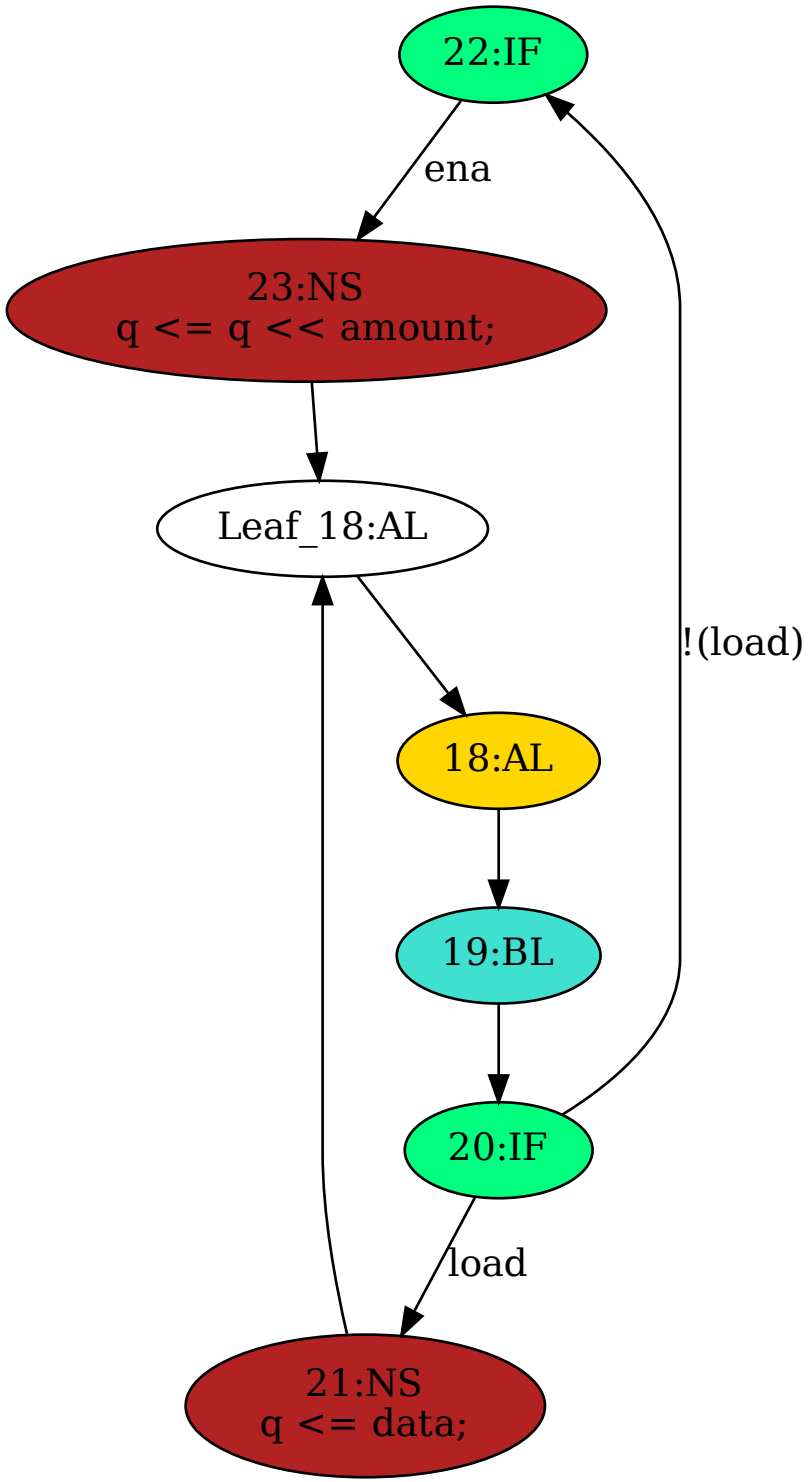 22:IF
ena
23:NS
q <= q << amount;
Leaf_18:AL
!(load)
18:AL
19:BL
20:IF
load
21:NS
q <= data;